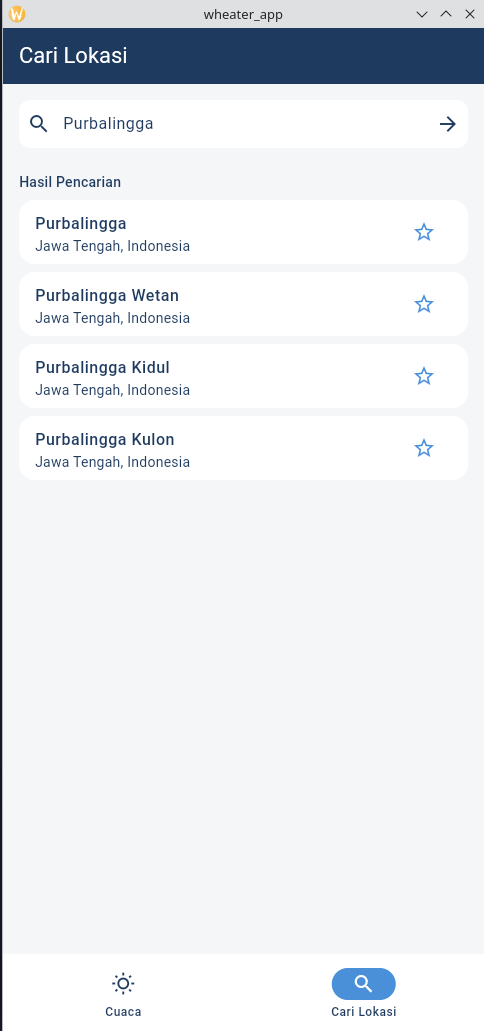 W
wheater_app
Cari Lokasi
Purbalingga
Hasil Pencarian
Purbalingga
Jawa Tengah, Indonesia
Purbalingga Wetan
Jawa Tengah, Indonesia
Purbalingga Kidul
Jawa Tengah, Indonesia
Purbalingga Kulon
Jawa Tengah, Indonesia
Cuaca
Cari Lokasi